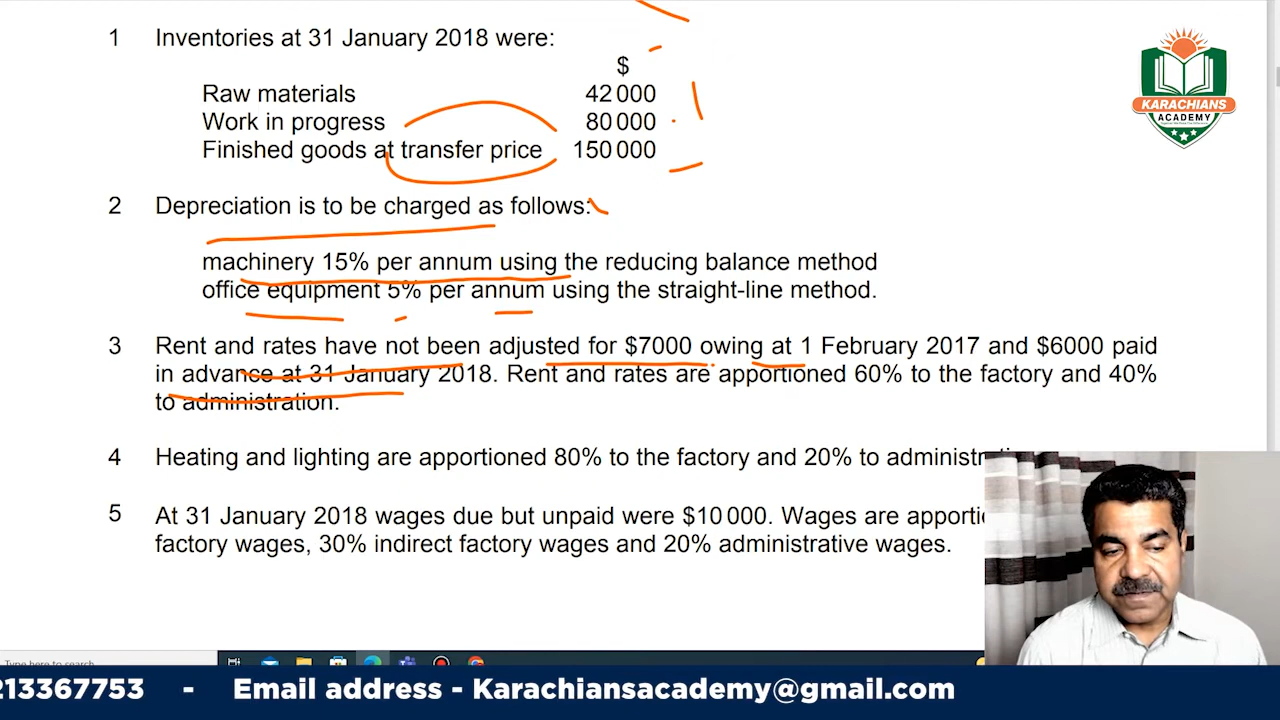 1 Inventories at 31 January 2018 were:
$
Raw materials 42 000
Work in progress 80 000
Finished goods at transfer price 150 000
2 Depreciation is to be charged as follows:
machinery 15% per annum using the reducing balance method
office equipment 5% per annum using the straight-line method.
3 Rent and rates have not been adjusted for $7000 owing at 1 February 2017 and $6000 paid
in advance at 31 January 2018. Rent and rates are apportioned 60% to the factory and 40%
to administration.
4 Heating and lighting are apportioned 80% to the factory and 20% to
5 At 31 January 2018 wages due but unpaid were $10 000. Wages are
factory wages, 30% indirect factory wages and 20% administrative wages.
KARACHIANS
ACADEMY
Type here to search
213367753 - Email address - Karachiansacademy@gmail.com